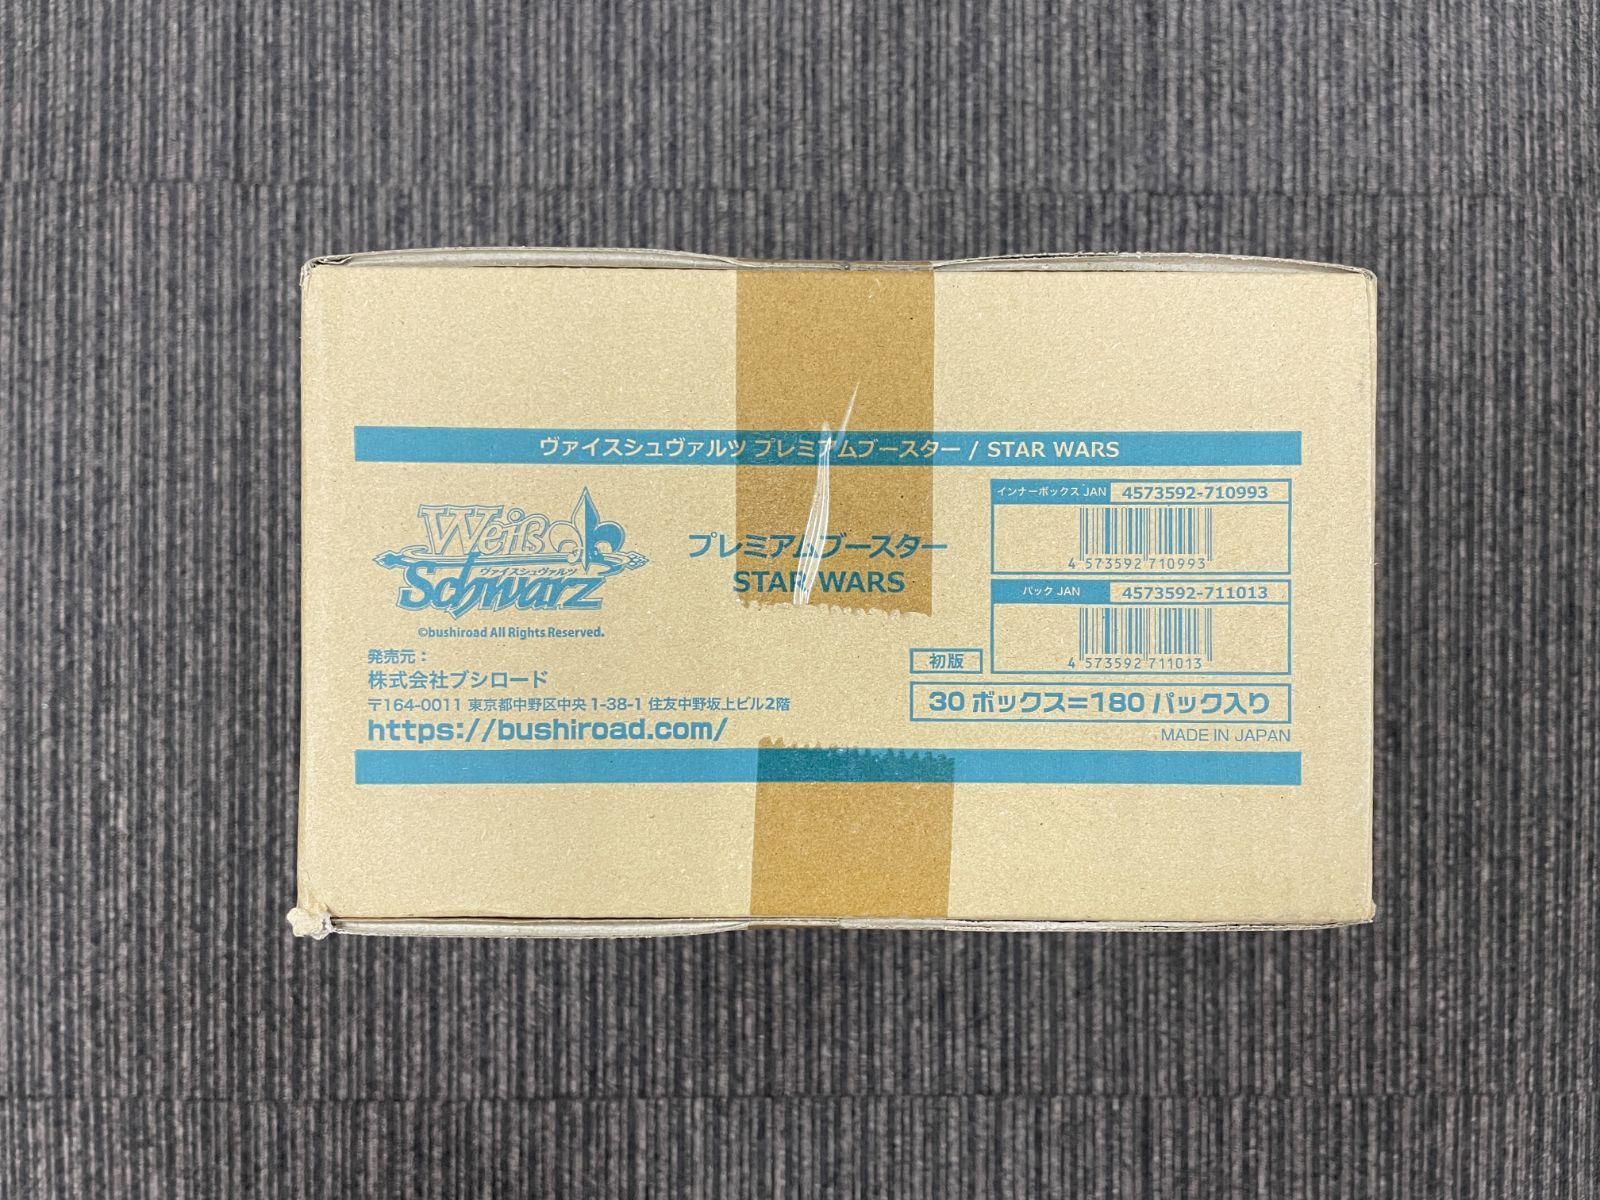 ヴァイスシュヴァルツ プレミアムブースター / STAR WARS
Weiß
ヴァイスシュヴァルツ
Schwarz
©bushiroad All Rights Reserved.
プレミアムブースター
STAR WARS
インナーボックス JAN 4573592-710993
4 573592 710993
パック JAN 4573592-711013
4 573592 711013
発売元：
株式会社ブシロード
〒164-0011 東京都中野区中央1-38-1 住友中野坂上ビル2階
https://bushiroad.com/
初版
30 ボックス=180 パック入り
MADE IN JAPAN